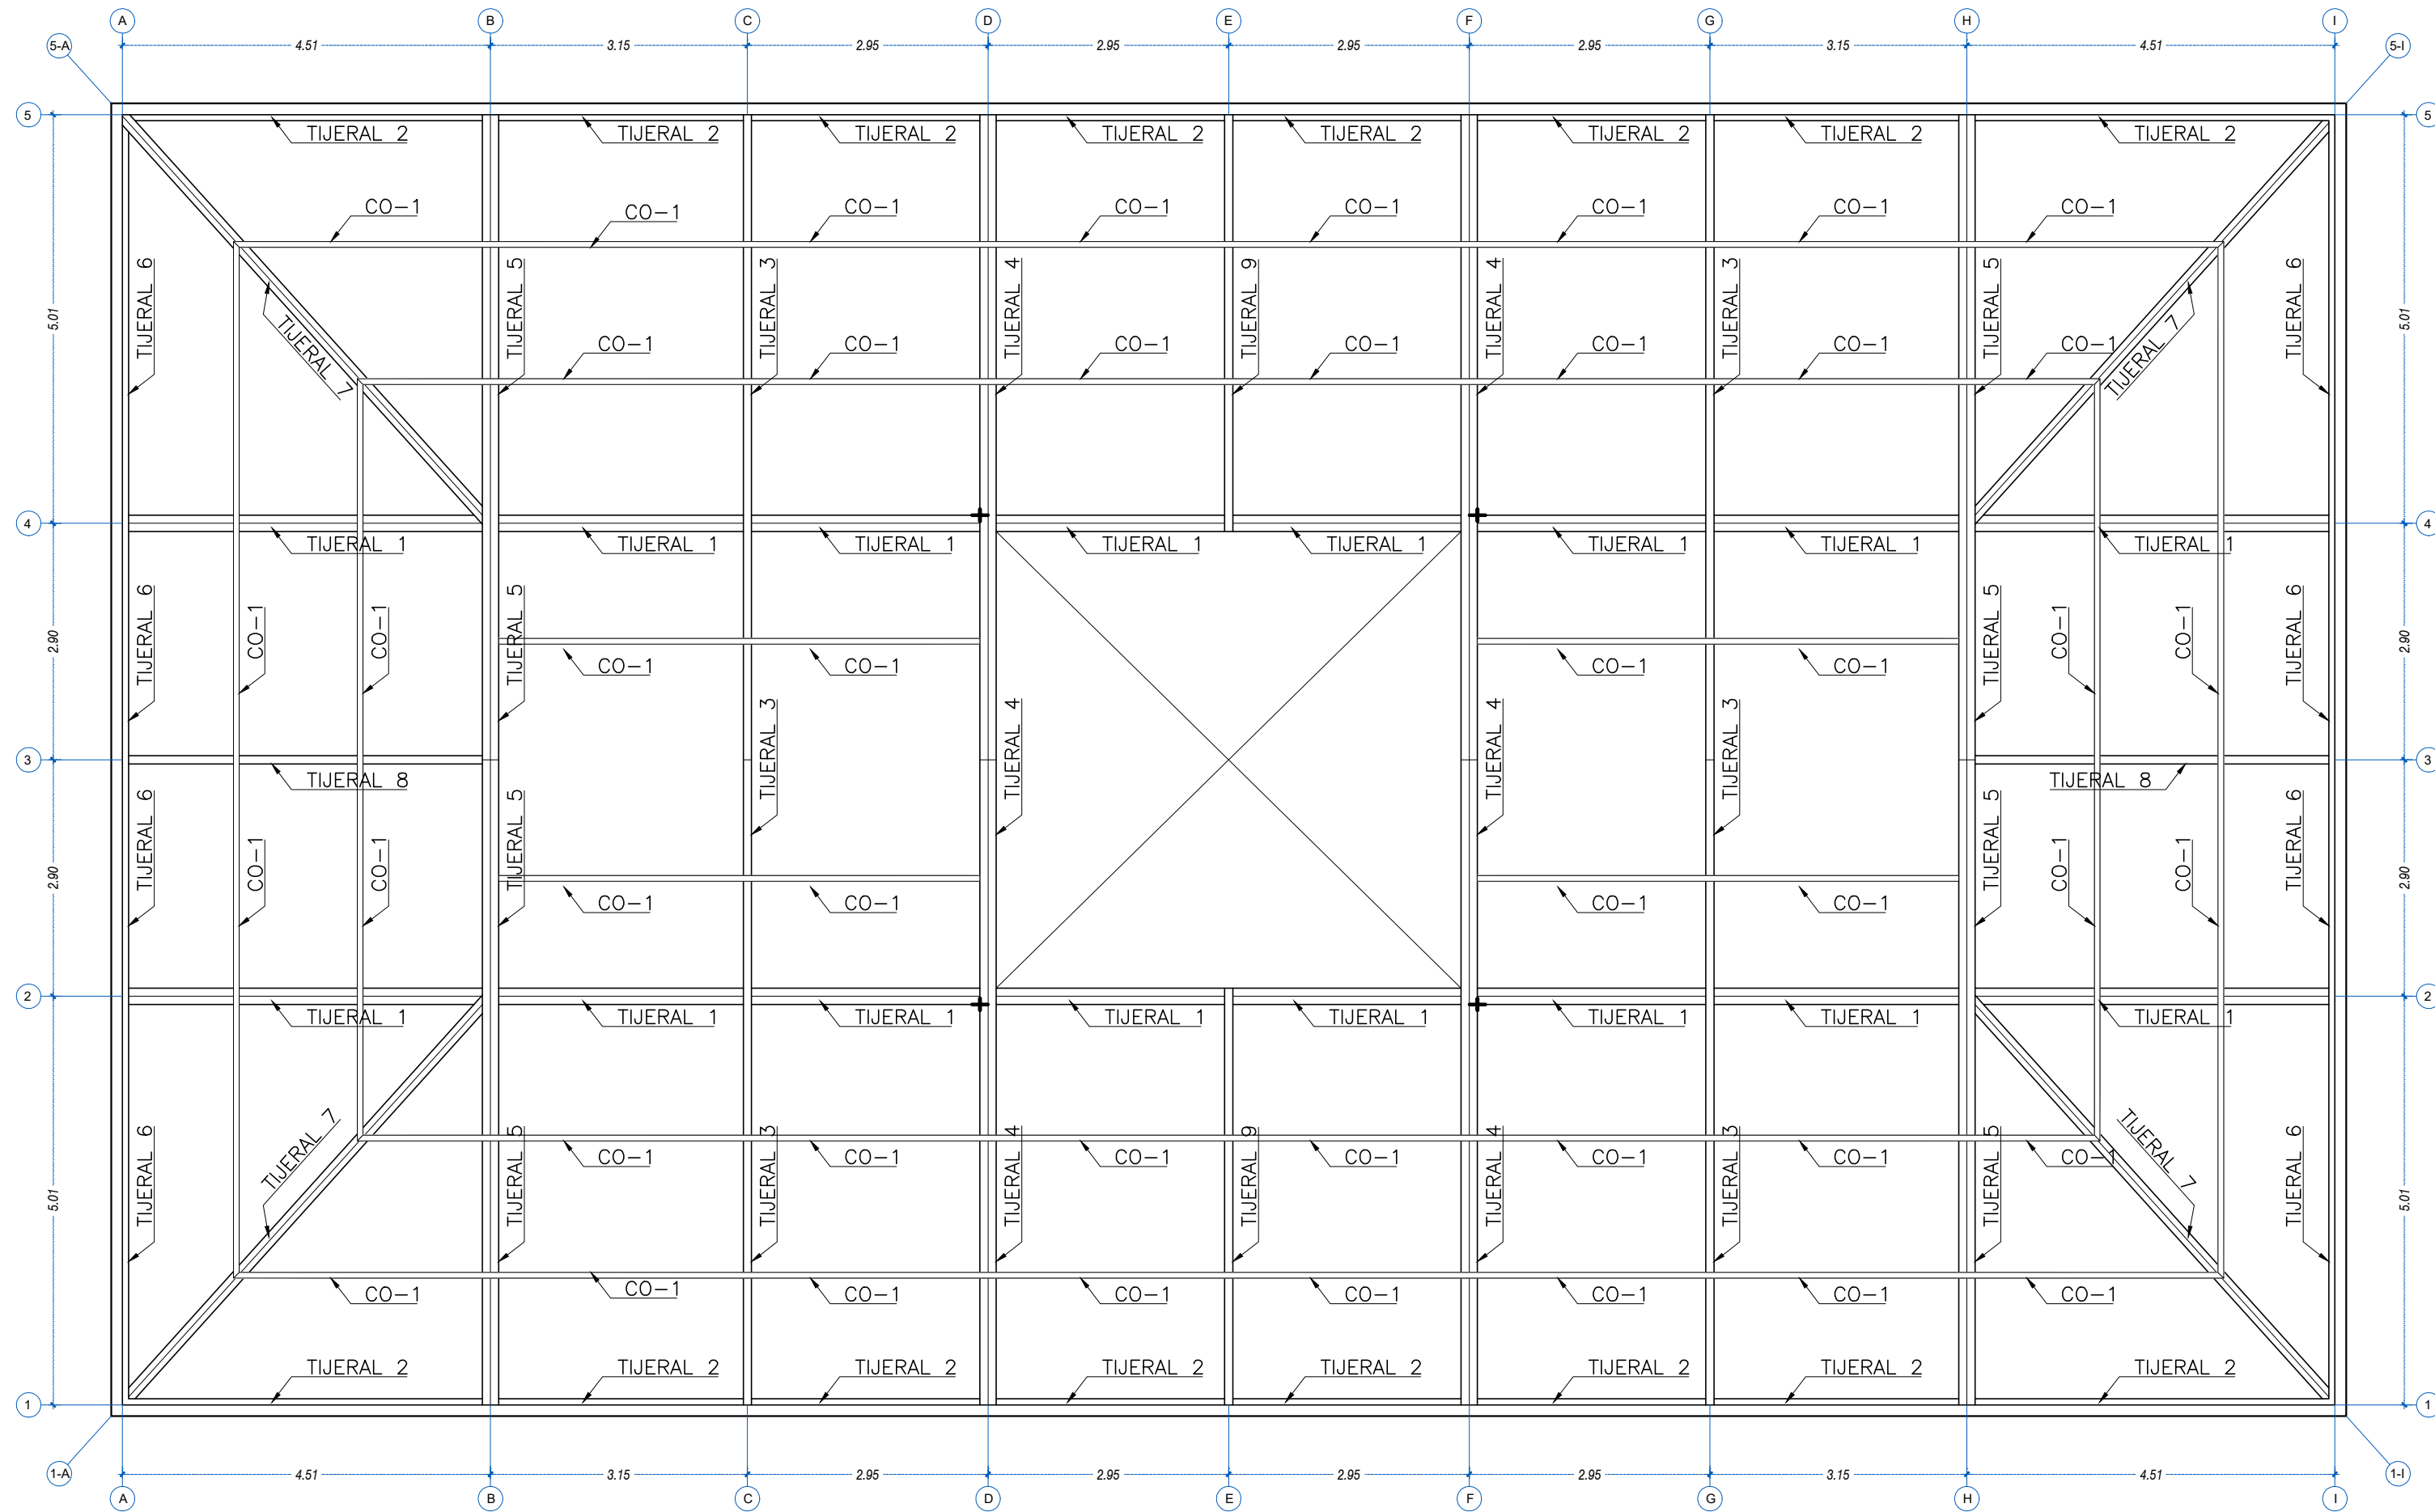 A B C D E F G H I
5-A 4.51 3.15 2.95 2.95 2.95 2.95 3.15 4.51 5-I
5 5
TIJERAL 2 TIJERAL 2 TIJERAL 2 TIJERAL 2 TIJERAL 2 TIJERAL 2 TIJERAL 2 TIJERAL 2
CO-1 CO-1 CO-1 CO-1 CO-1 CO-1 CO-1 CO-1
5.01 TIJERAL 6 TIJERAL 7 TIJERAL 5 TIJERAL 3 TIJERAL 4 TIJERAL 9 TIJERAL 4 TIJERAL 3 TIJERAL 5 TIJERAL 7 TIJERAL 6 5.01
CO-1 CO-1 CO-1 CO-1 CO-1 CO-1 CO-1
4 4
TIJERAL 1 TIJERAL 1 TIJERAL 1 TIJERAL 1 TIJERAL 1 TIJERAL 1 TIJERAL 1 TIJERAL 1
2.90 TIJERAL 6 CO-1 CO-1 TIJERAL 5 TIJERAL 5 CO-1 CO-1 TIJERAL 6 2.90
CO-1 CO-1 CO-1 CO-1
TIJERAL 3 TIJERAL 4 TIJERAL 4 TIJERAL 3
3 3
TIJERAL 8 TIJERAL 8
2.90 TIJERAL 6 CO-1 CO-1 TIJERAL 5 TIJERAL 5 CO-1 CO-1 TIJERAL 6 2.90
CO-1 CO-1 CO-1 CO-1
2 2
TIJERAL 1 TIJERAL 1 TIJERAL 1 TIJERAL 1 TIJERAL 1 TIJERAL 1 TIJERAL 1 TIJERAL 1
CO-1 CO-1 CO-1 CO-1 CO-1 CO-1 CO-1
5.01 TIJERAL 6 TIJERAL 7 TIJERAL 5 TIJERAL 3 TIJERAL 4 TIJERAL 9 TIJERAL 4 TIJERAL 3 TIJERAL 5 TIJERAL 7 TIJERAL 6 5.01
CO-1 CO-1 CO-1 CO-1 CO-1 CO-1 CO-1 CO-1
TIJERAL 2 TIJERAL 2 TIJERAL 2 TIJERAL 2 TIJERAL 2 TIJERAL 2 TIJERAL 2 TIJERAL 2
1 1
1-A 4.51 3.15 2.95 2.95 2.95 2.95 3.15 4.51 1-I
A B C D E F G H I